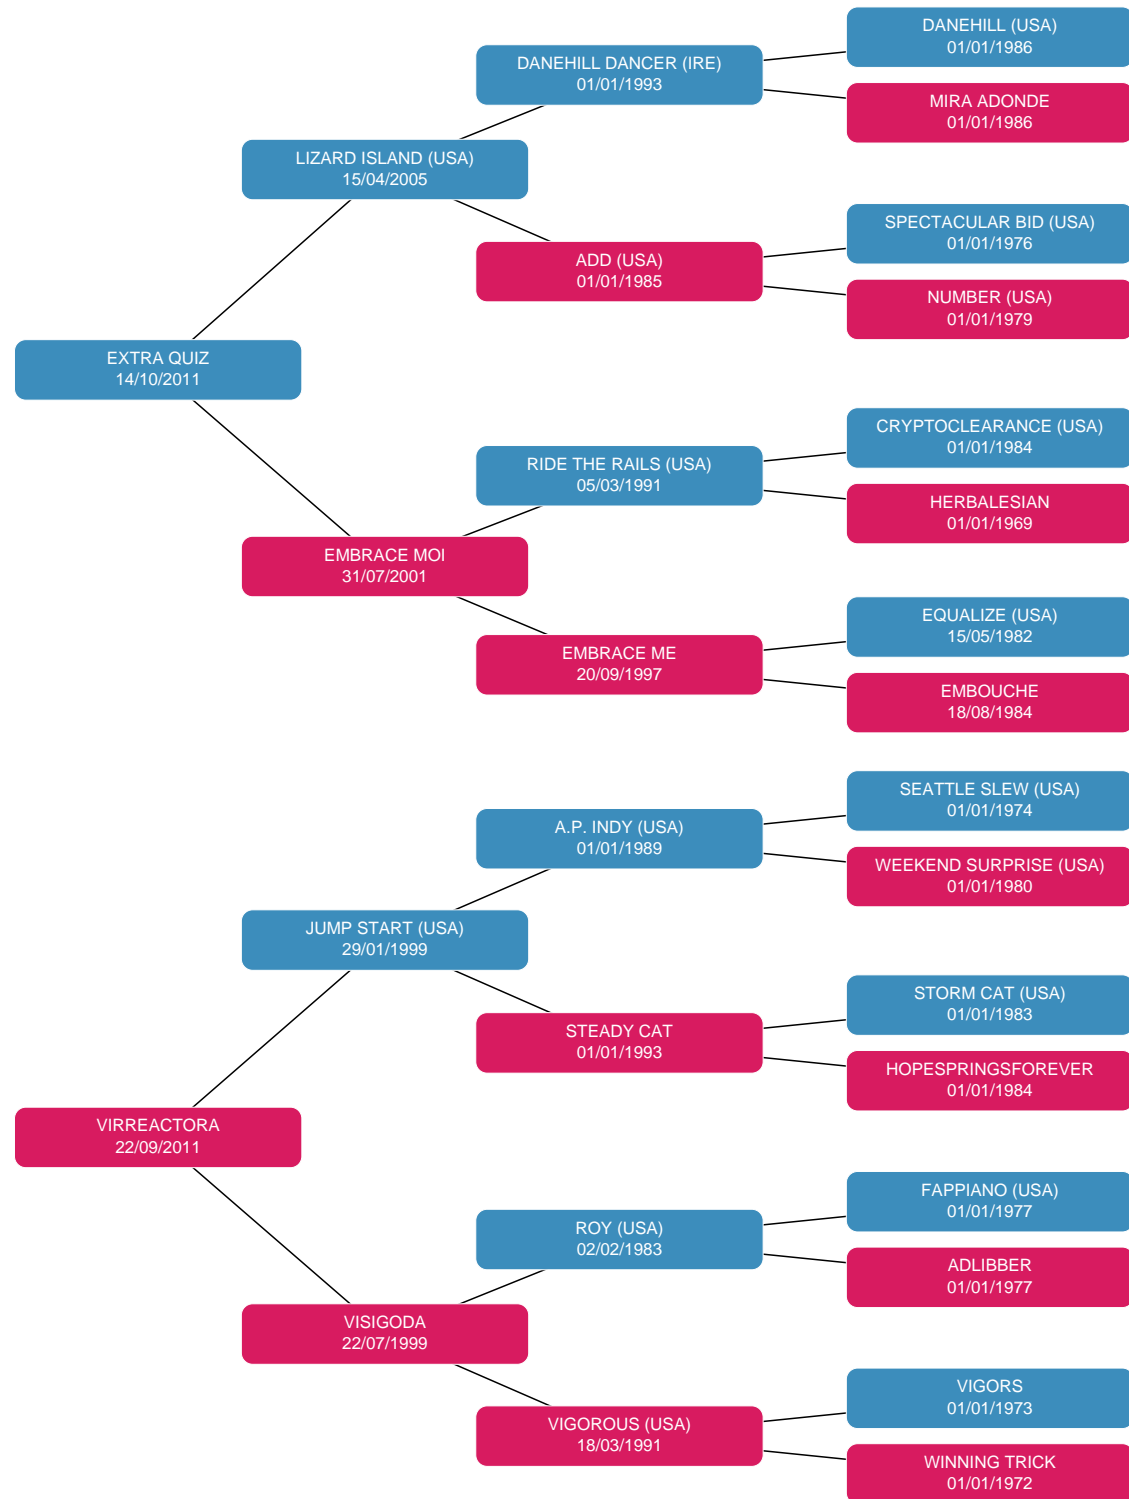 DANEHILL (USA)
01/01/1986
DANEHILL DANCER (IRE)
01/01/1993
MIRA ADONDE
01/01/1986
LIZARD ISLAND (USA)
15/04/2005
SPECTACULAR BID (USA)
01/01/1976
ADD (USA)
01/01/1985
NUMBER (USA)
01/01/1979
EXTRA QUIZ
14/10/2011
CRYPTOCLEARANCE (USA)
01/01/1984
RIDE THE RAILS (USA)
05/03/1991
HERBALESIAN
01/01/1969
EMBRACE MOI
31/07/2001
EQUALIZE (USA)
15/05/1982
EMBRACE ME
20/09/1997
EMBOUCHE
18/08/1984
SEATTLE SLEW (USA)
01/01/1974
A.P. INDY (USA)
01/01/1989
WEEKEND SURPRISE (USA)
01/01/1980
JUMP START (USA)
29/01/1999
STORM CAT (USA)
01/01/1983
STEADY CAT
01/01/1993
HOPESPRINGSFOREVER
01/01/1984
VIRREACTORA
22/09/2011
FAPPIANO (USA)
01/01/1977
ROY (USA)
02/02/1983
ADLIBBER
01/01/1977
VISIGODA
22/07/1999
VIGORS
01/01/1973
VIGOROUS (USA)
18/03/1991
WINNING TRICK
01/01/1972